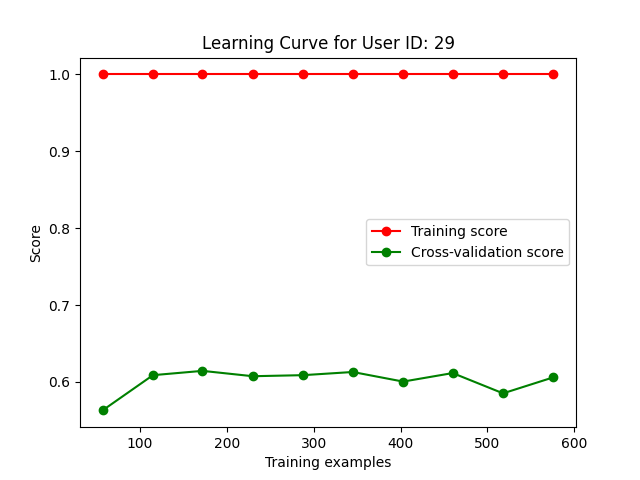 Learning Curve for User ID: 29
1.0
0.9
0.8
0.7
0.6
Score
Training score
Cross-validation score
100
200
300
400
500
600
Training examples